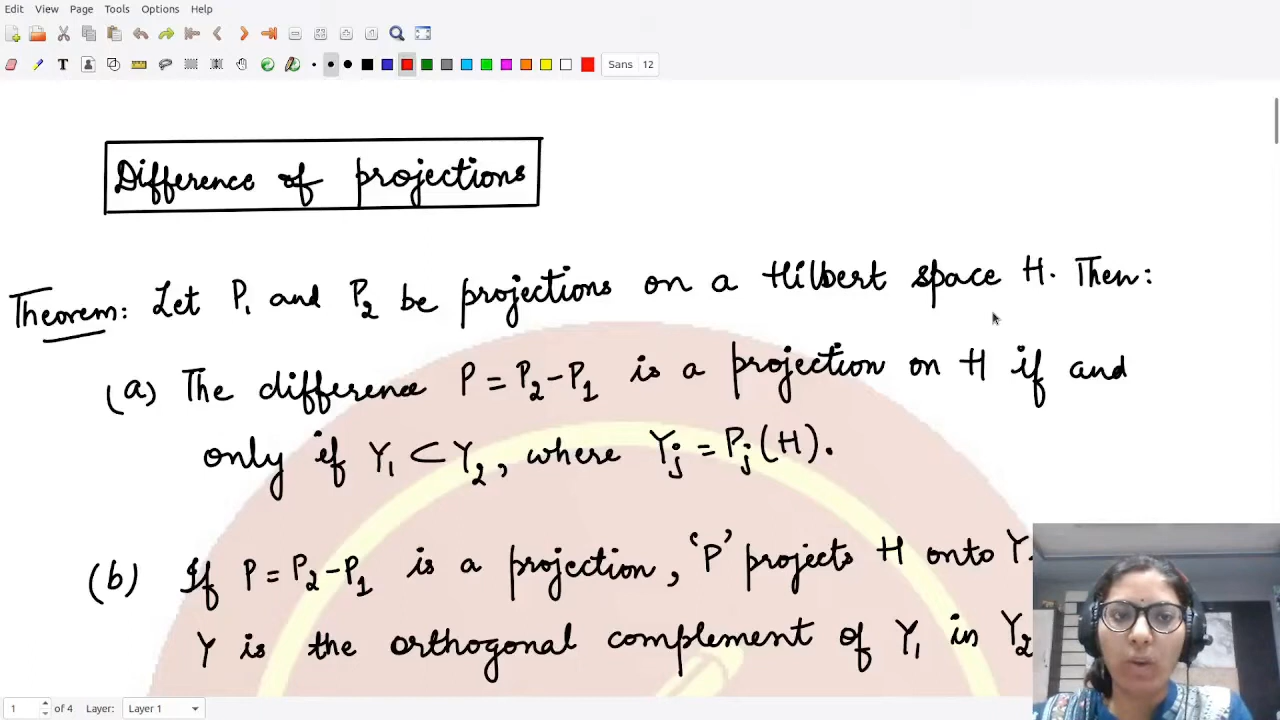 Edit View Page Tools Options Help
T Sans 12
Difference of projections
Theorem: Let P₁ and P₂ be projections on a Hilbert space H. Then:
(a) The difference P = P₂ - P₁ is a projection on H if and
only if Y₁ ⊂ Y₂, where Yⱼ = Pⱼ(H).
(b) If P = P₂ - P₁ is a projection, 'P' projects H onto Y
Y is the orthogonal complement of Y₁ in Y₂
1 of 4 Layer: Layer 1